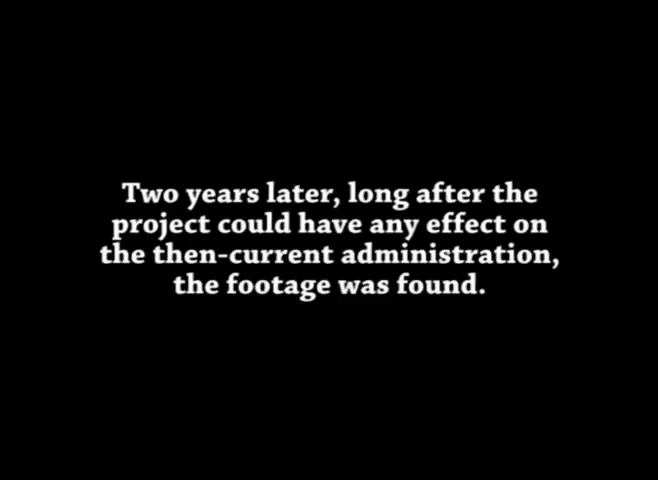 Two years later, long after the
project could have any effect on
the then-current administration,
the footage was found.